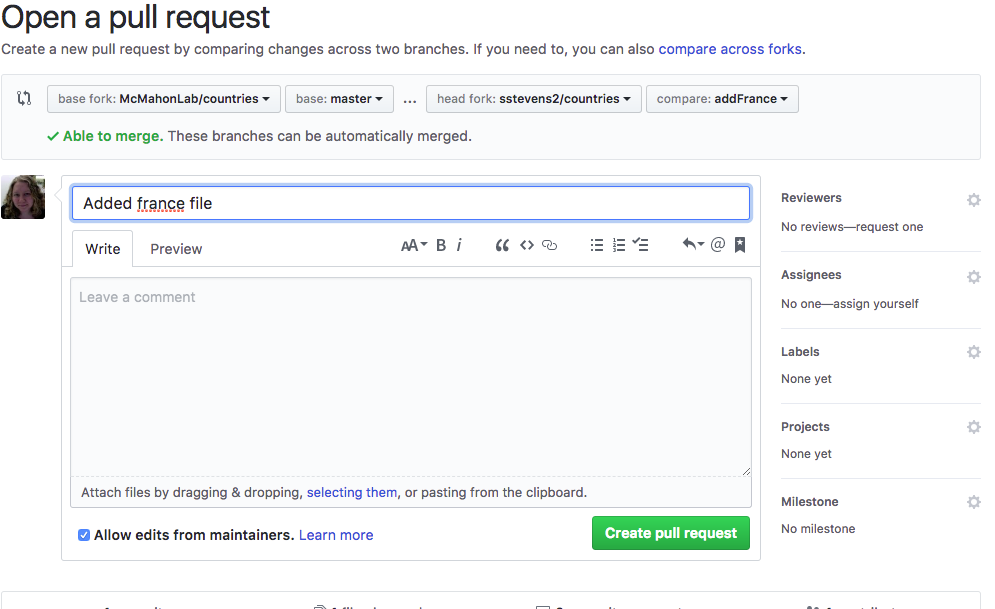 Open a pull request
Create a new pull request by comparing changes across two branches. If you need to, you can also compare across forks.
base fork: McMahonLab/countries base: master ... head fork: sstevens2/countries compare: addFrance
Able to merge. These branches can be automatically merged.
Added france file
Write Preview AA B i @
Leave a comment
Attach files by dragging & dropping, selecting them, or pasting from the clipboard.
Allow edits from maintainers. Learn more
Create pull request
Reviewers
No reviews—request one
Assignees
No one—assign yourself
Labels
None yet
Projects
None yet
Milestone
No milestone